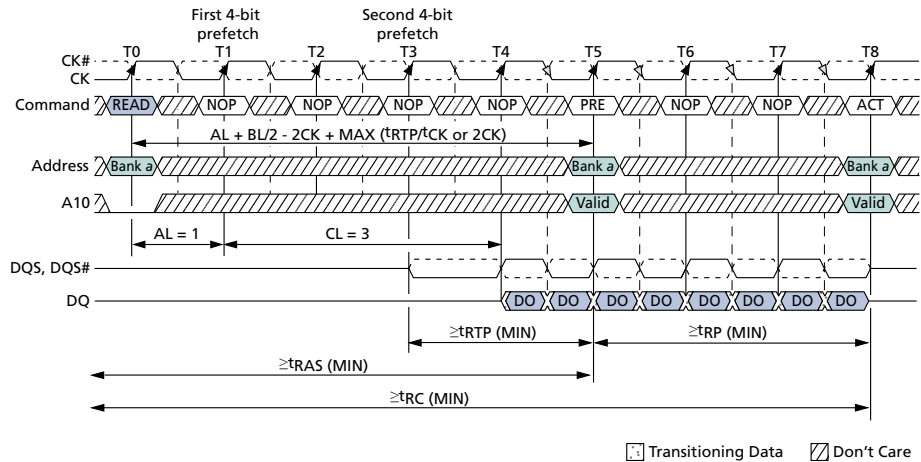 First 4-bit prefetch
Second 4-bit prefetch
T0 T1 T2 T3 T4 T5 T6 T7 T8
CK#
CK
Command READ NOP NOP NOP NOP PRE NOP NOP ACT
AL + BL/2 - 2CK + MAX (tRTP/tCK or 2CK)
Address Bank a Bank a Bank a
A10 Valid Valid
AL = 1 CL = 3
DQS, DQS#
DQ DO DO DO DO DO DO DO DO
≥tRTP (MIN) ≥tRP (MIN)
≥tRAS (MIN)
≥tRC (MIN)
Transitioning Data Don't Care